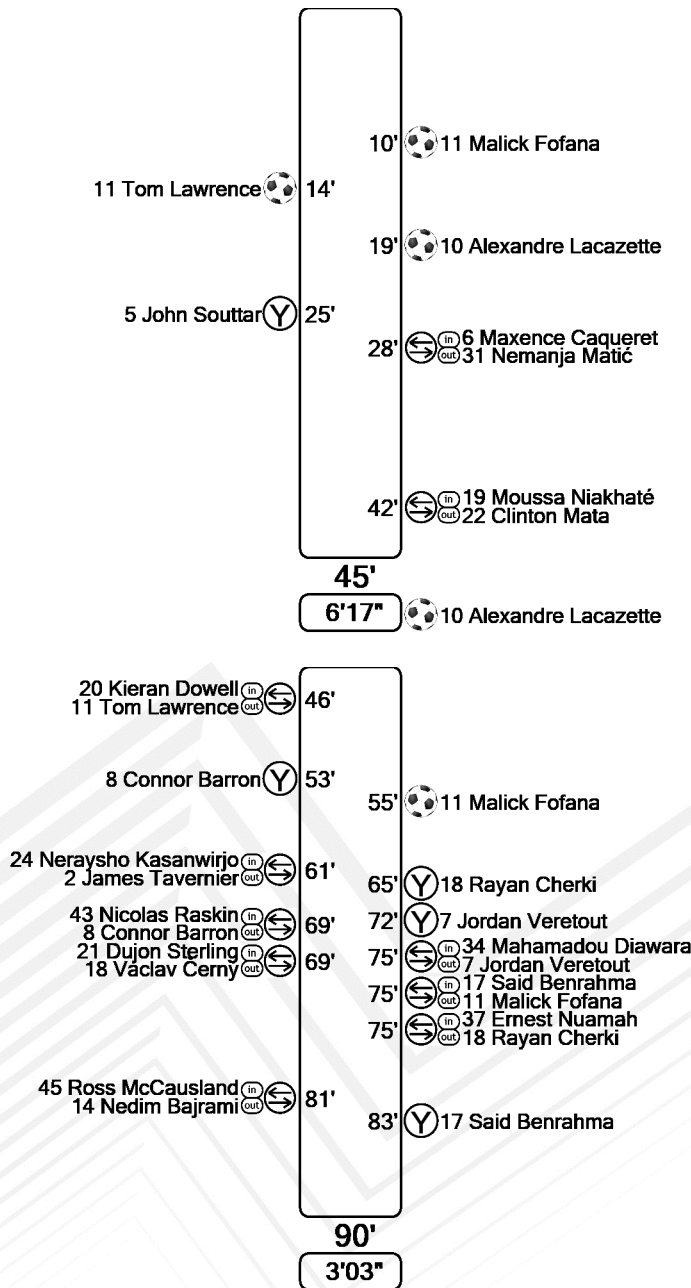 10' 11 Malick Fofana
11 Tom Lawrence 14'
19' 10 Alexandre Lacazette
5 John Souttar Y 25'
28' in 6 Maxence Caqueret
out 31 Nemanja Matić
42' in 19 Moussa Niakhaté
out 22 Clinton Mata
45'
6'17" 10 Alexandre Lacazette
20 Kieran Dowell in 46'
11 Tom Lawrence out
8 Connor Barron Y 53'
55' 11 Malick Fofana
24 Neraysho Kasanwirjo in 61'
2 James Tavernier out
65' Y 18 Rayan Cherki
43 Nicolas Raskin in 69'
8 Connor Barron out
72' Y 7 Jordan Veretout
21 Dujon Sterling in 69'
18 Václav Černý out
75' in 34 Mahamadou Diawara
out 7 Jordan Veretout
75' in 17 Said Benrahma
out 11 Malick Fofana
75' in 37 Ernest Nuamah
out 18 Rayan Cherki
45 Ross McCausland in 81'
14 Nedim Bajrami out
83' Y 17 Said Benrahma
90'
3'03"